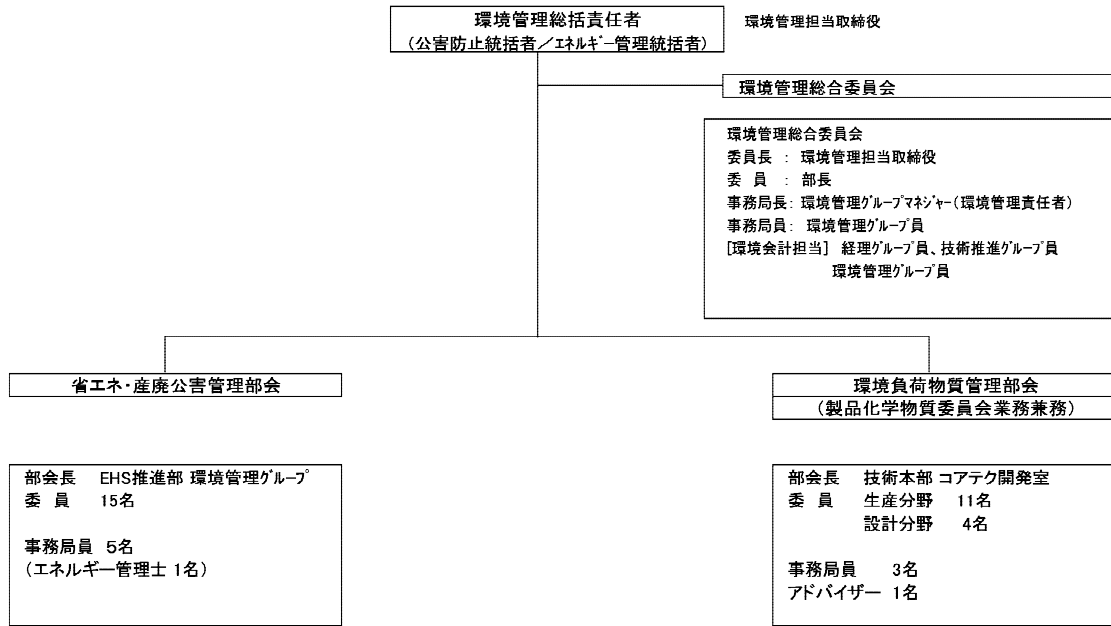 環境管理総括責任者
(公害防止統括者／ｴﾈﾙｷﾞｰ管理統括者)
環境管理担当取締役
環境管理総合委員会
環境管理総合委員会
委員長 ： 環境管理担当取締役
委 員 ： 部長
事務局長： 環境管理ｸﾞﾙｰﾌﾟﾏﾈｼﾞｬｰ(環境管理責任者)
事務局員： 環境管理ｸﾞﾙｰﾌﾟ員
[環境会計担当] 経理ｸﾞﾙｰﾌﾟ員、技術推進ｸﾞﾙｰﾌﾟ員
環境管理ｸﾞﾙｰﾌﾟ員
省エネ・産廃公害管理部会
部会長 EHS推進部 環境管理ｸﾞﾙｰﾌﾟ
委 員 15名
事務局員 5名
(エネルギー管理士 1名)
環境負荷物質管理部会
(製品化学物質委員会業務兼務)
部会長 技術本部 コアテク開発室
委 員 生産分野 11名
設計分野 4名
事務局員 3名
アドバイザー 1名